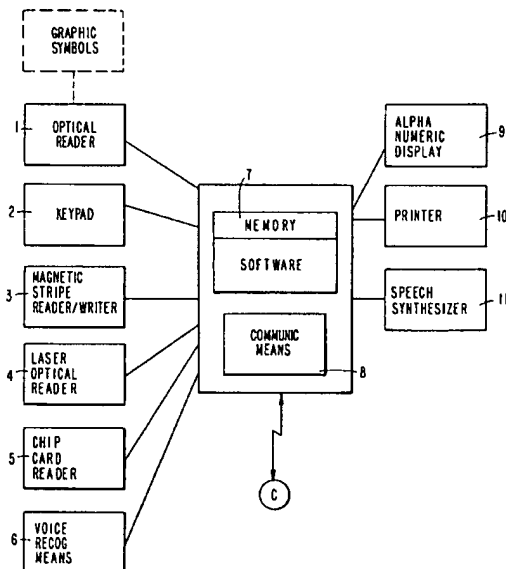 GRAPHIC
SYMBOLS
1
OPTICAL
READER
2
KEYPAD
3
MAGNETIC
STRIPE
READER/WRITER
4
LASER
OPTICAL
READER
5
CHIP
CARD
READER
6
VOICE
RECOG
MEANS
7
MEMORY
SOFTWARE
COMMUNIC
MEANS
8
C
ALPHA
NUMERIC
DISPLAY
9
PRINTER
10
SPEECH
SYNTHESIZER
11